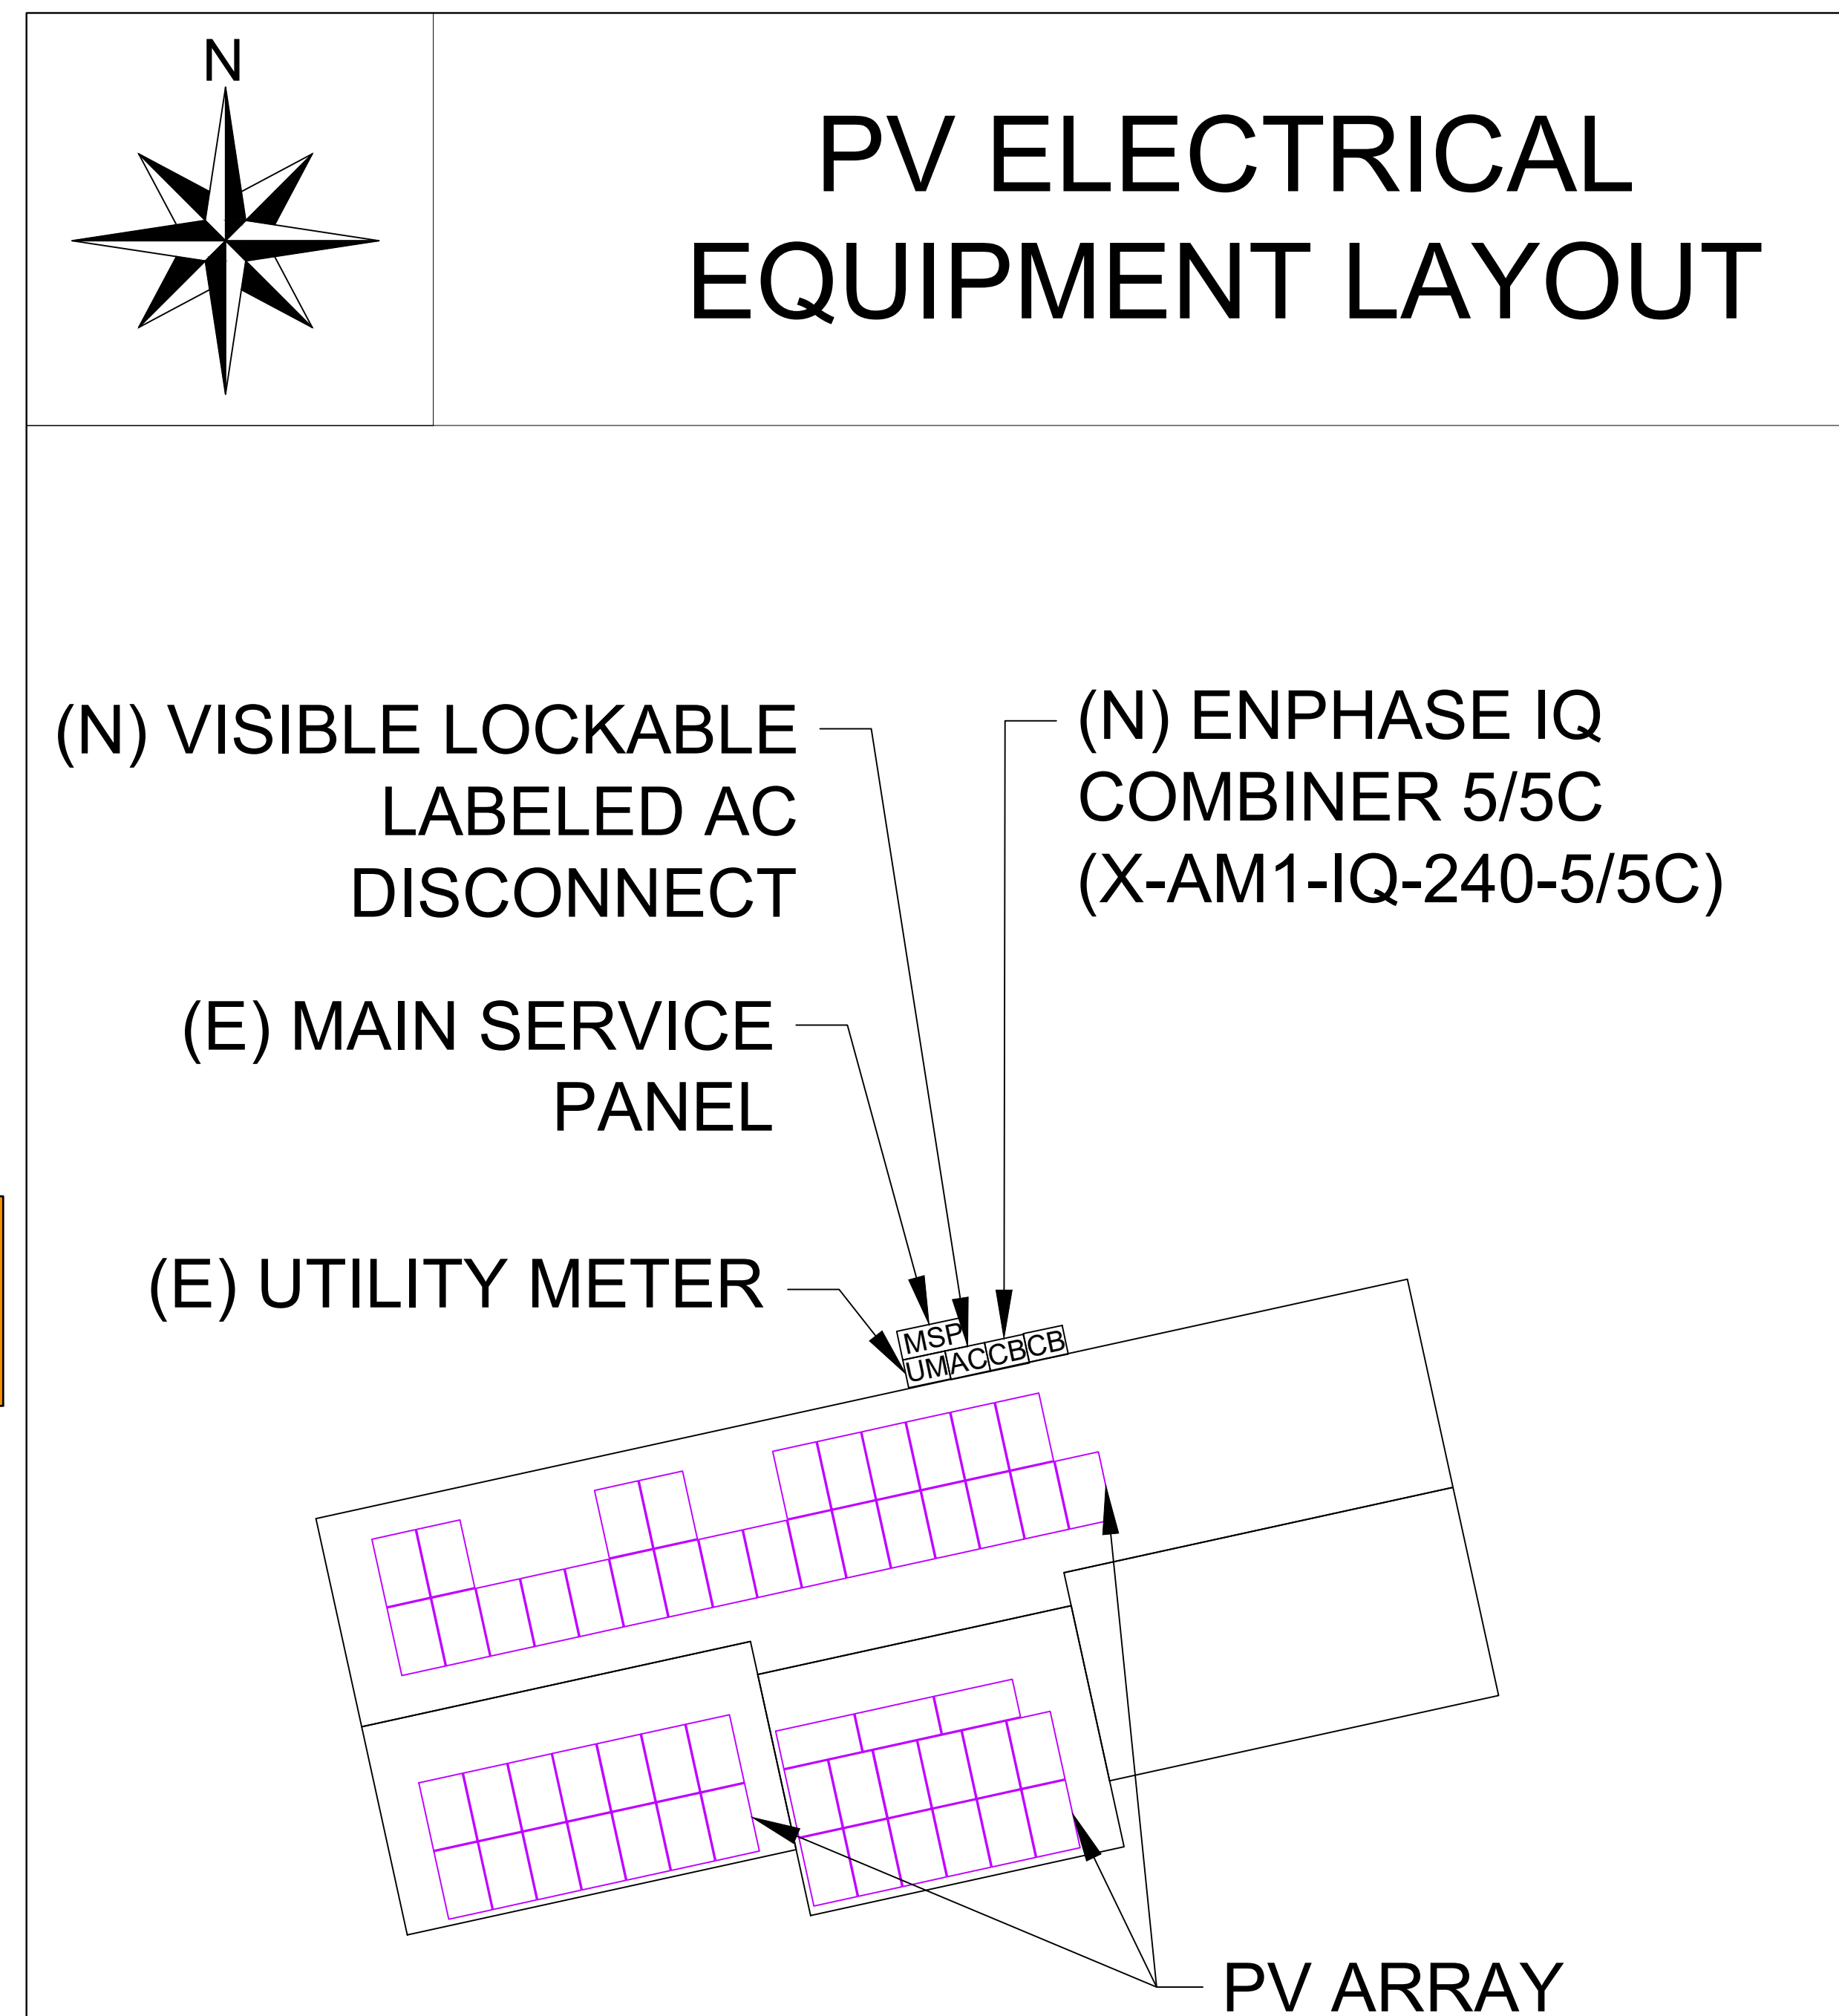 N
PV ELECTRICAL
EQUIPMENT LAYOUT
(N) VISIBLE LOCKABLE
LABELED AC
DISCONNECT
(N) ENPHASE IQ
COMBINER 5/5C
(X-AM1-IQ-240-5/5C)
(E) MAIN SERVICE
PANEL
(E) UTILITY METER
MSP
UM AC CB CB
PV ARRAY